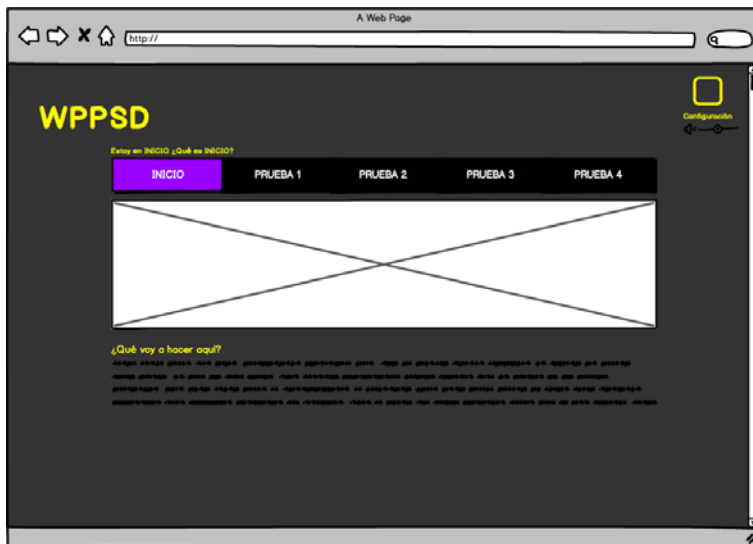 A Web Page
http://
WPPSD
Configuración
Estoy en INICIO ¿Qué es INICIO?
INICIO PRUEBA 1 PRUEBA 2 PRUEBA 3 PRUEBA 4
¿Qué voy a hacer aquí?